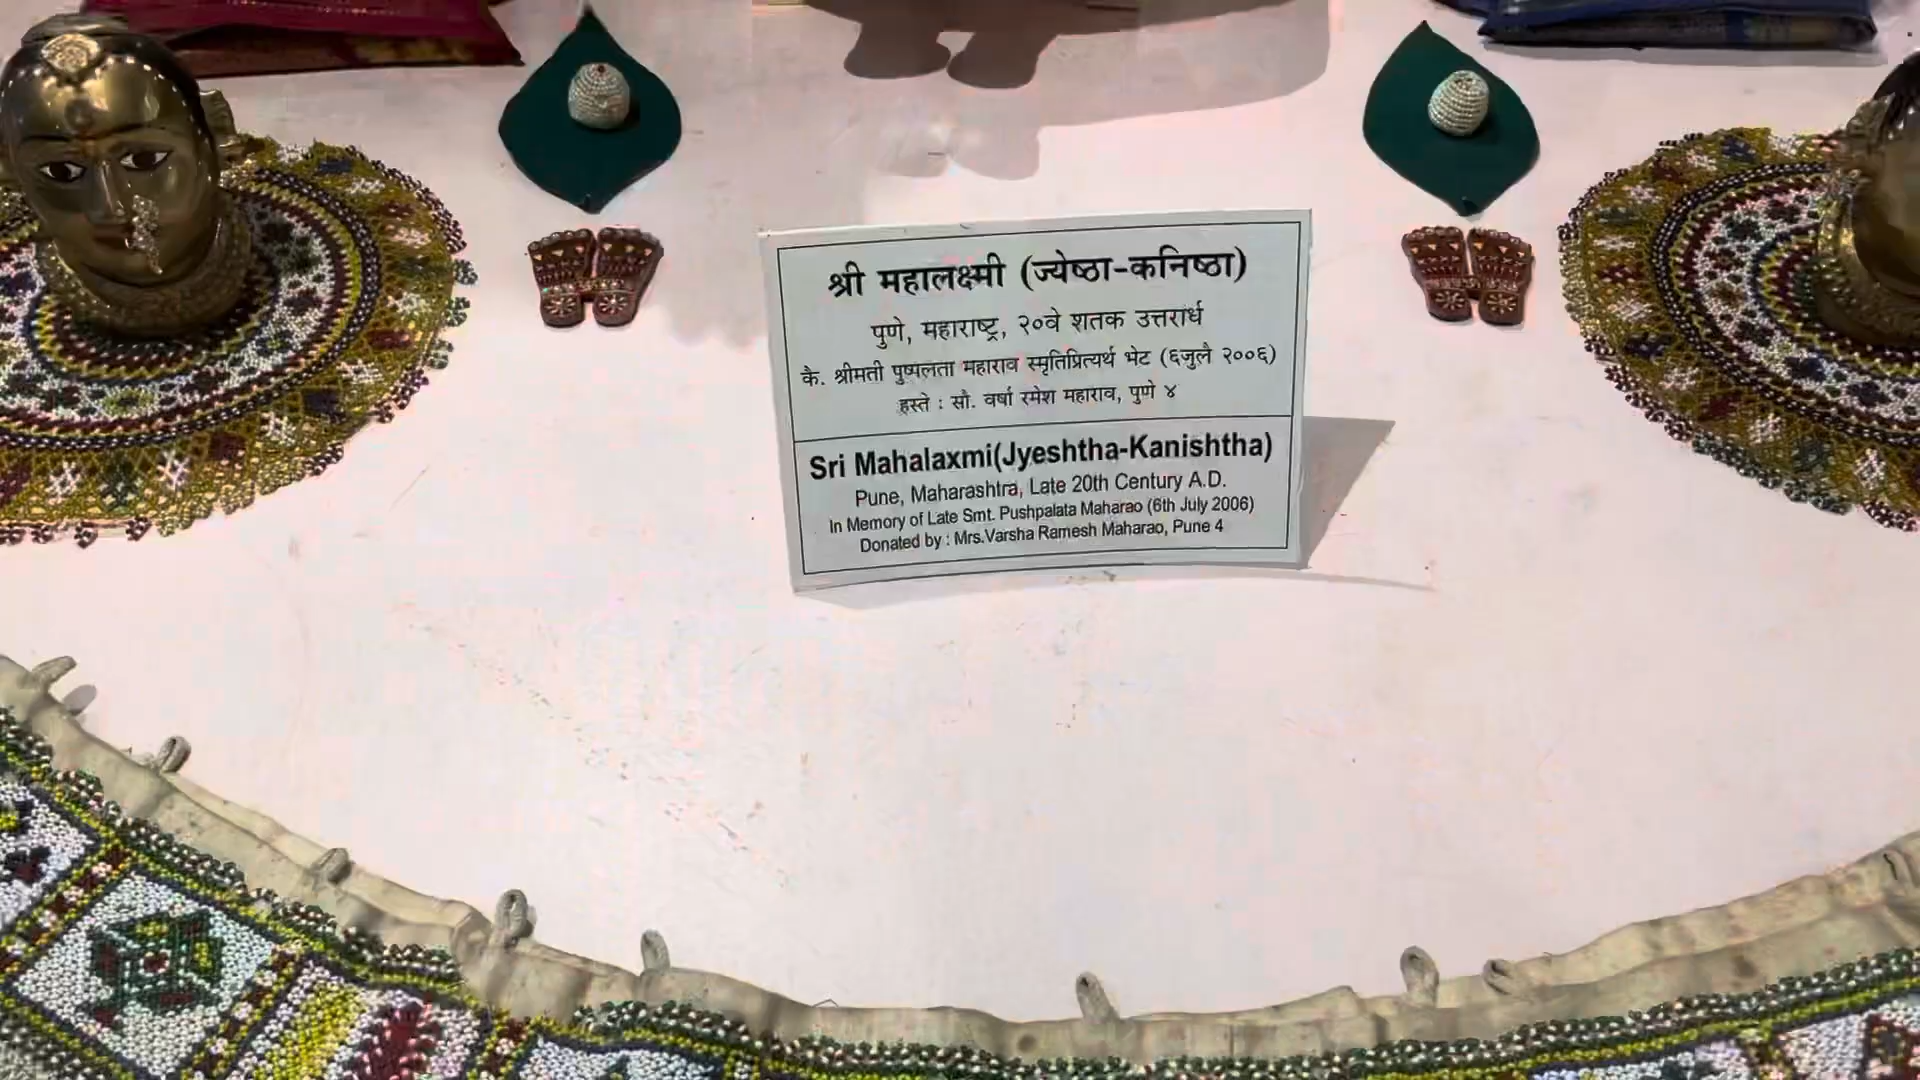 श्री महालक्ष्मी (ज्येष्ठा-कनिष्ठा)
पुणे, महाराष्ट्र, २०वे शतक उत्तरार्ध
कै. श्रीमती पुष्पलता महाराव स्मृतिप्रित्यर्थ भेट (६जुलै २००६)
हस्ते : सौ. वर्षा रमेश महाराव, पुणे ४
Sri Mahalaxmi(Jyeshtha-Kanishtha)
Pune, Maharashtra, Late 20th Century A.D.
In Memory of Late Smt. Pushpalata Maharao (6th July 2006)
Donated by : Mrs.Varsha Ramesh Maharao, Pune 4